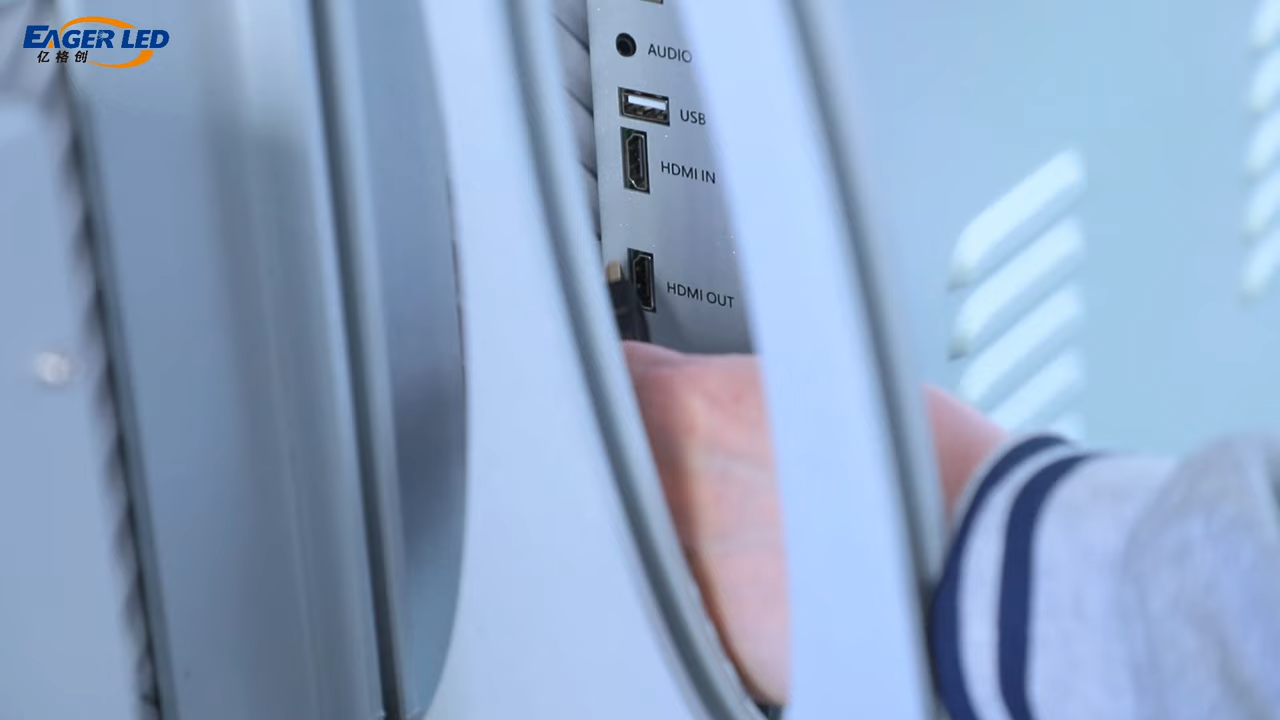 EAGER LED
亿格创
AUDIO
USB
HDMI IN
HDMI OUT